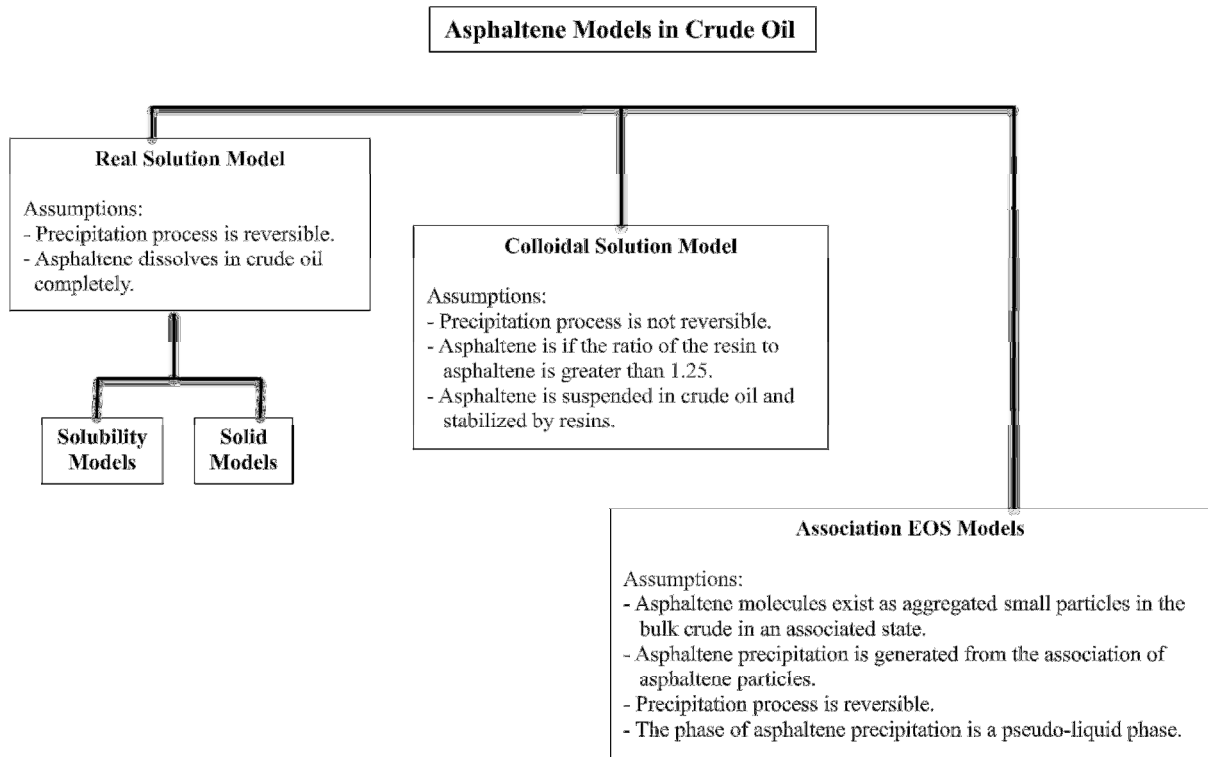 Asphaltene Models in Crude Oil
Real Solution Model
Assumptions:
- Precipitation process is reversible.
- Asphaltene dissolves in crude oil
completely.
Solubility
Models
Solid
Models
Colloidal Solution Model
Assumptions:
- Precipitation process is not reversible.
- Asphaltene is if the ratio of the resin to
asphaltene is greater than 1.25.
- Asphaltene is suspended in crude oil and
stabilized by resins.
Association EOS Models
Assumptions:
- Asphaltene molecules exist as aggregated small particles in the
bulk crude in an associated state.
- Asphaltene precipitation is generated from the association of
asphaltene particles.
- Precipitation process is reversible.
- The phase of asphaltene precipitation is a pseudo-liquid phase.